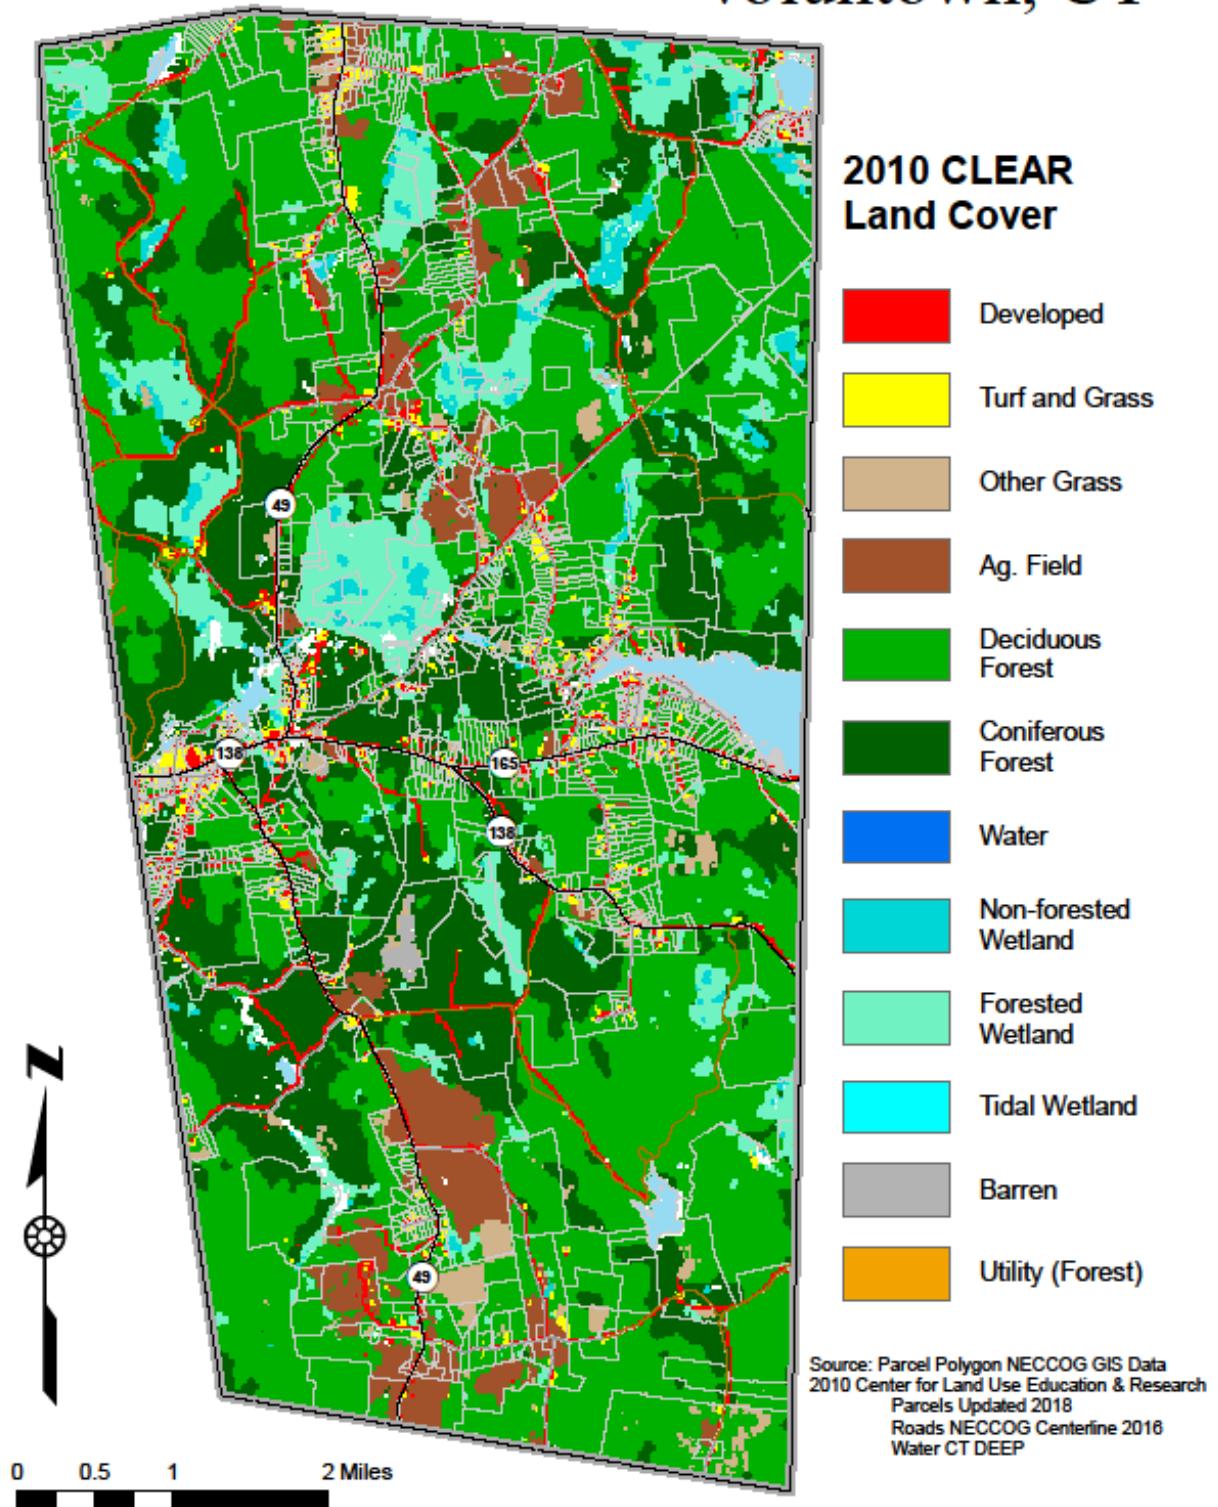 Voluntown, CT
2010 CLEAR
Land Cover
Developed
Turf and Grass
Other Grass
Ag. Field
Deciduous
Forest
Coniferous
Forest
Water
Non-forested
Wetland
Forested
Wetland
Tidal Wetland
Barren
Utility (Forest)
49
138
165
138
49
N
Source: Parcel Polygon NECCOG GIS Data
2010 Center for Land Use Education & Research
Parcels Updated 2018
Roads NECCOG Centerline 2016
Water CT DEEP
0 0.5 1 2 Miles